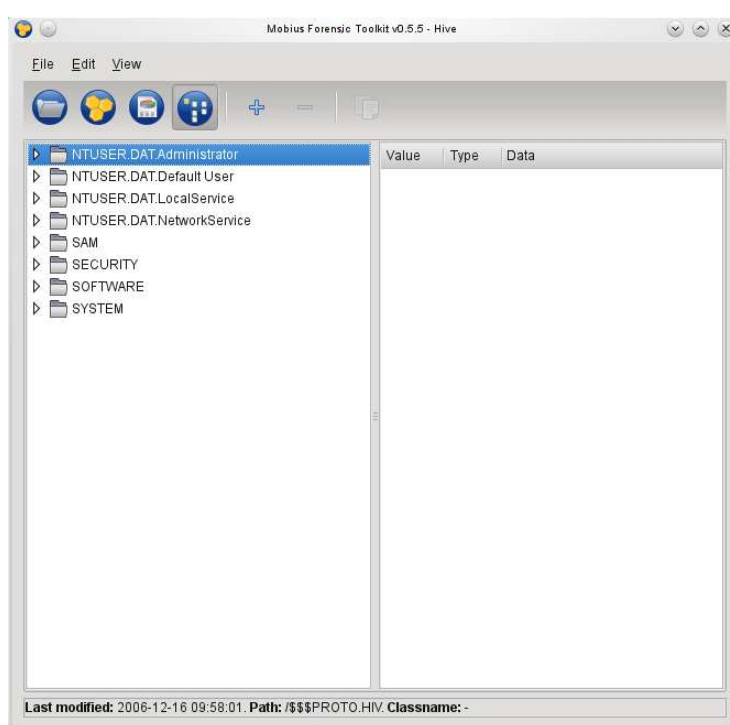 Mobius Forensic Toolkit v0.5.5 - Hive
File Edit View
NTUSER.DAT.Administrator
NTUSER.DAT.Default User
NTUSER.DAT.LocalService
NTUSER.DAT.NetworkService
SAM
SECURITY
SOFTWARE
SYSTEM
Value Type Data
Last modified: 2006-12-16 09:58:01. Path: /$$$PROTO.HIV. Classname: -